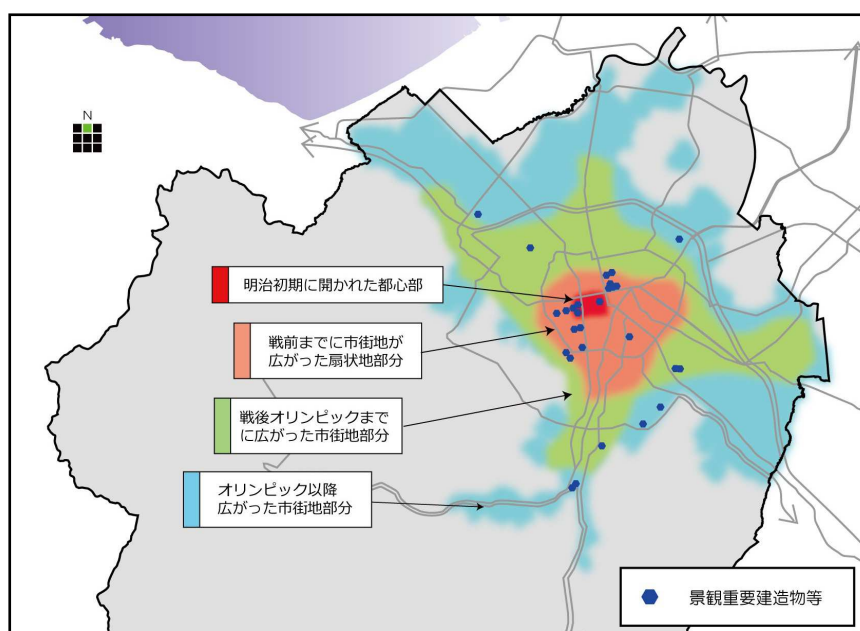 N
明治初期に開かれた都心部
戦前までに市街地が
広がった扇状地部分
戦後オリンピックまで
に広がった市街地部分
オリンピック以降
広がった市街地部分
景観重要建造物等